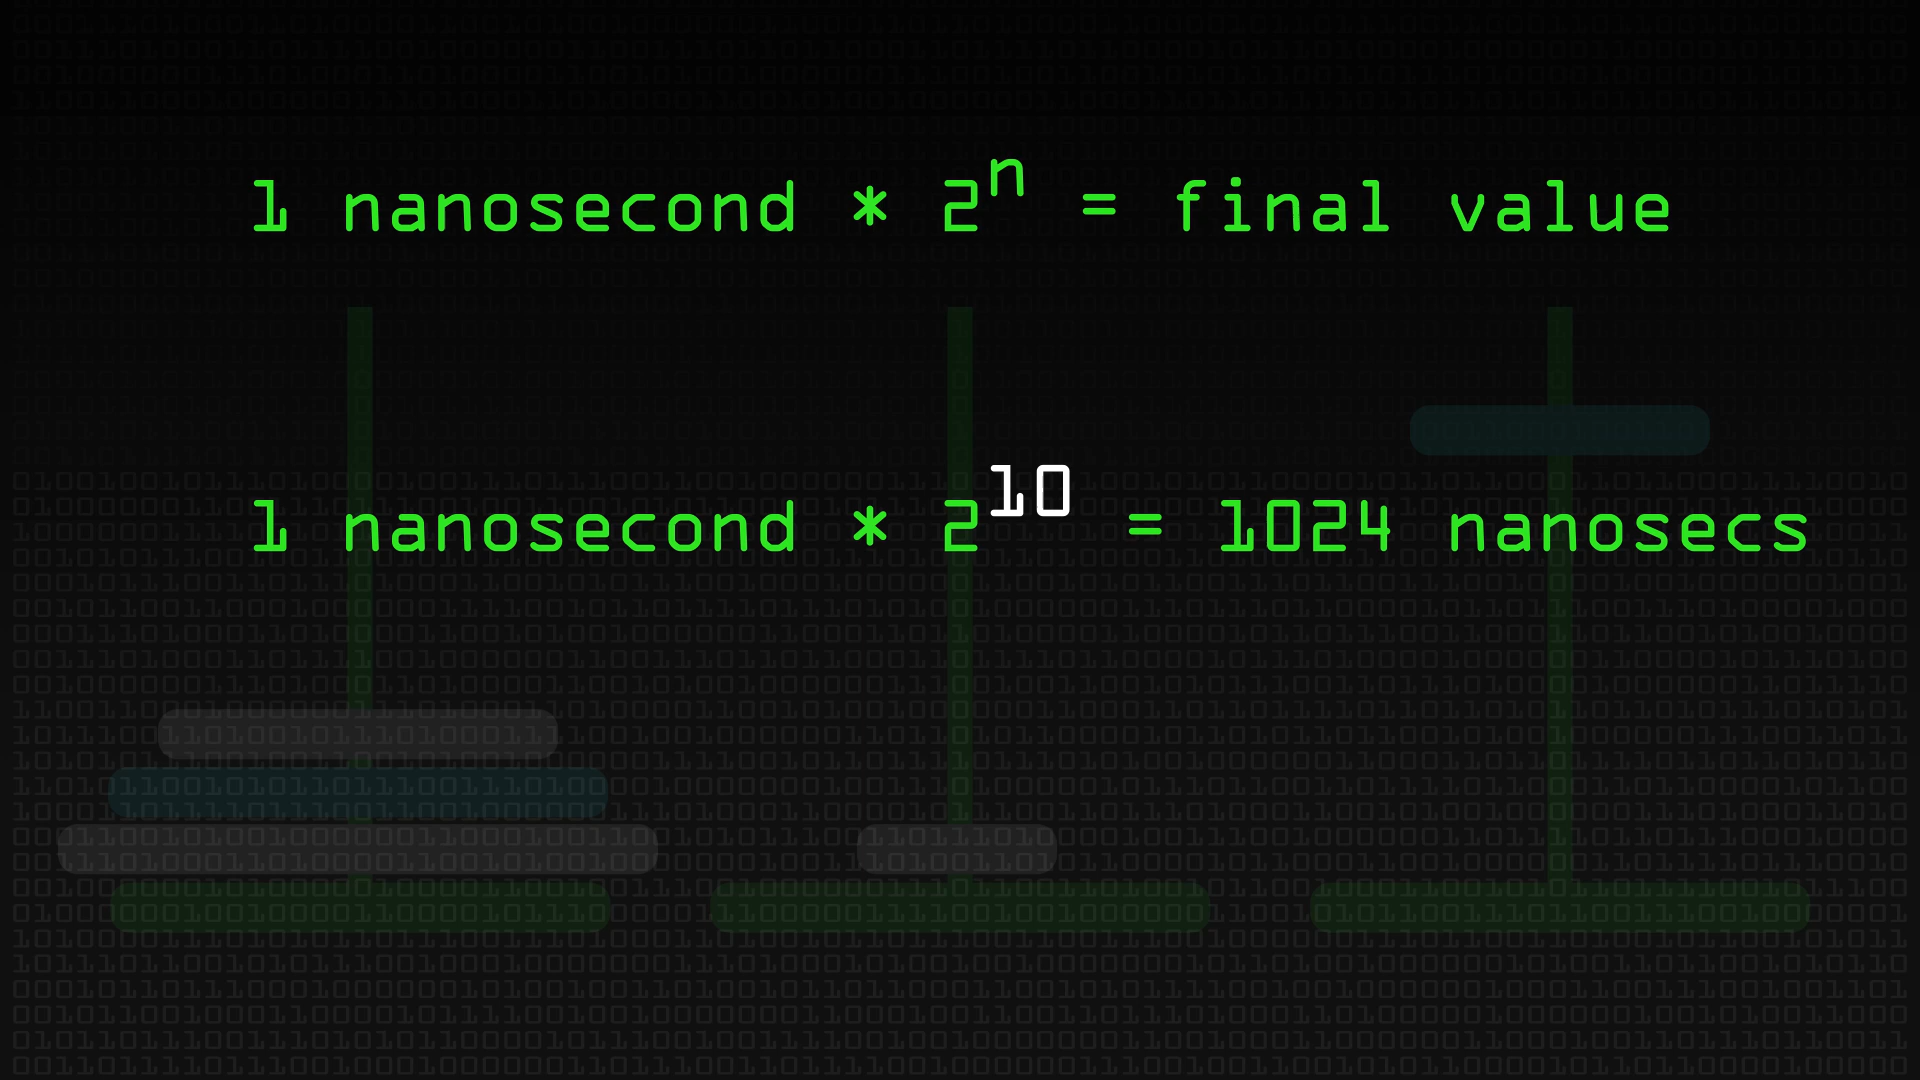 1 nanosecond * 2ⁿ = final value
1 nanosecond * 2¹⁰ = 1024 nanosecs